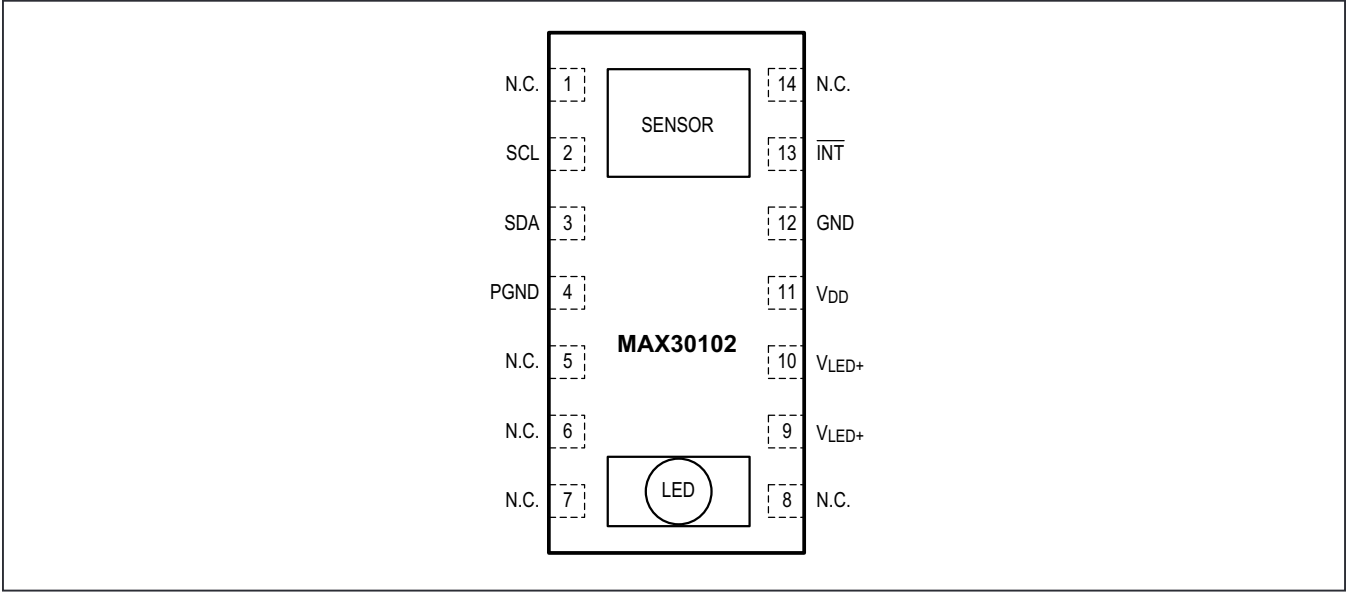 N.C. 1 14 N.C.
SENSOR
SCL 2 13 I̅N̅T̅
SDA 3 12 GND
PGND 4 11 VDD
MAX30102
N.C. 5 10 VLED+
N.C. 6 9 VLED+
LED
N.C. 7 8 N.C.